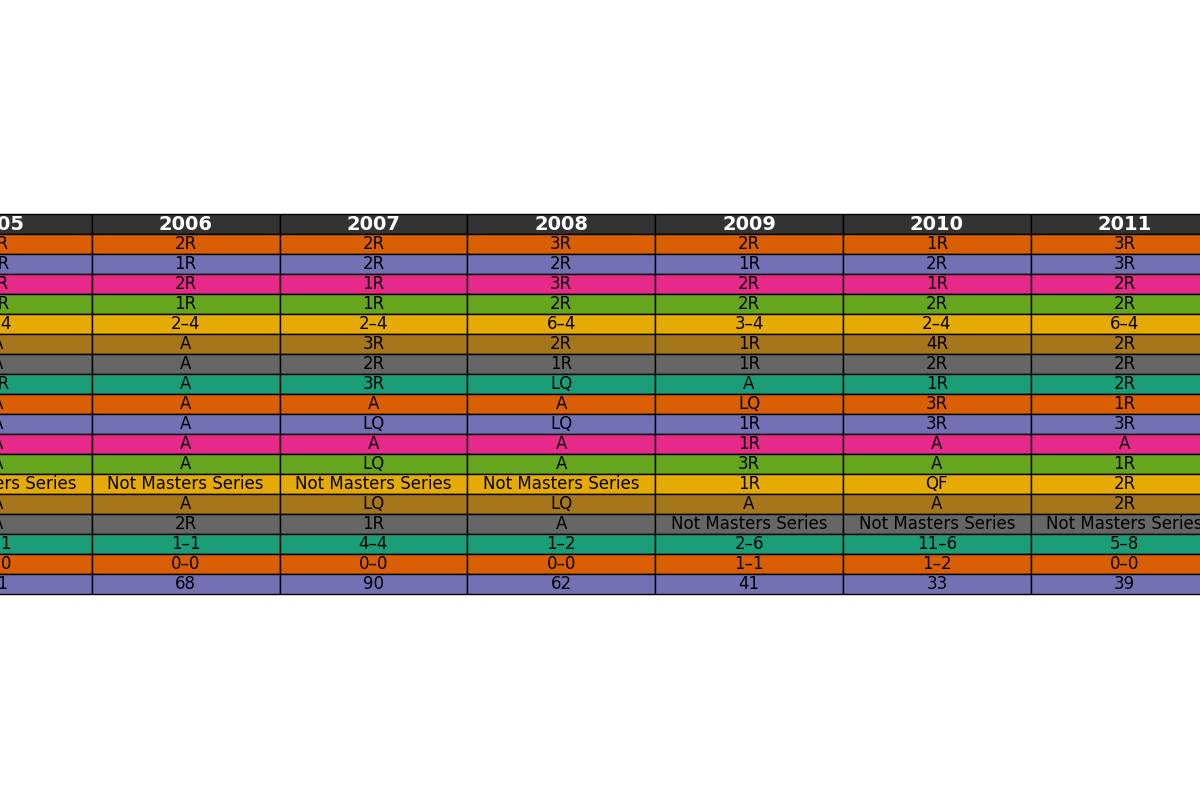 05 2006 2007 2008 2009 2010 2011
R 2R 2R 3R 2R 1R 3R
R 1R 2R 2R 1R 2R 3R
R 2R 1R 3R 2R 1R 2R
R 1R 1R 2R 2R 2R 2R
4 2–4 2–4 6–4 3–4 2–4 6–4
A A 3R 2R 1R 4R 2R
A A 2R 1R 1R 2R 2R
R A 3R LQ A 1R 2R
A A A A LQ 3R 1R
A A LQ LQ 1R 3R 3R
A A A A 1R A A
A A LQ A 3R A 1R
ers Series Not Masters Series Not Masters Series Not Masters Series 1R QF 2R
A A LQ LQ A A 2R
A 2R 1R A Not Masters Series Not Masters Series Not Masters Series
1 1–1 4–4 1–2 2–6 11–6 5–8
0 0–0 0–0 0–0 1–1 1–2 0–0
1 68 90 62 41 33 39